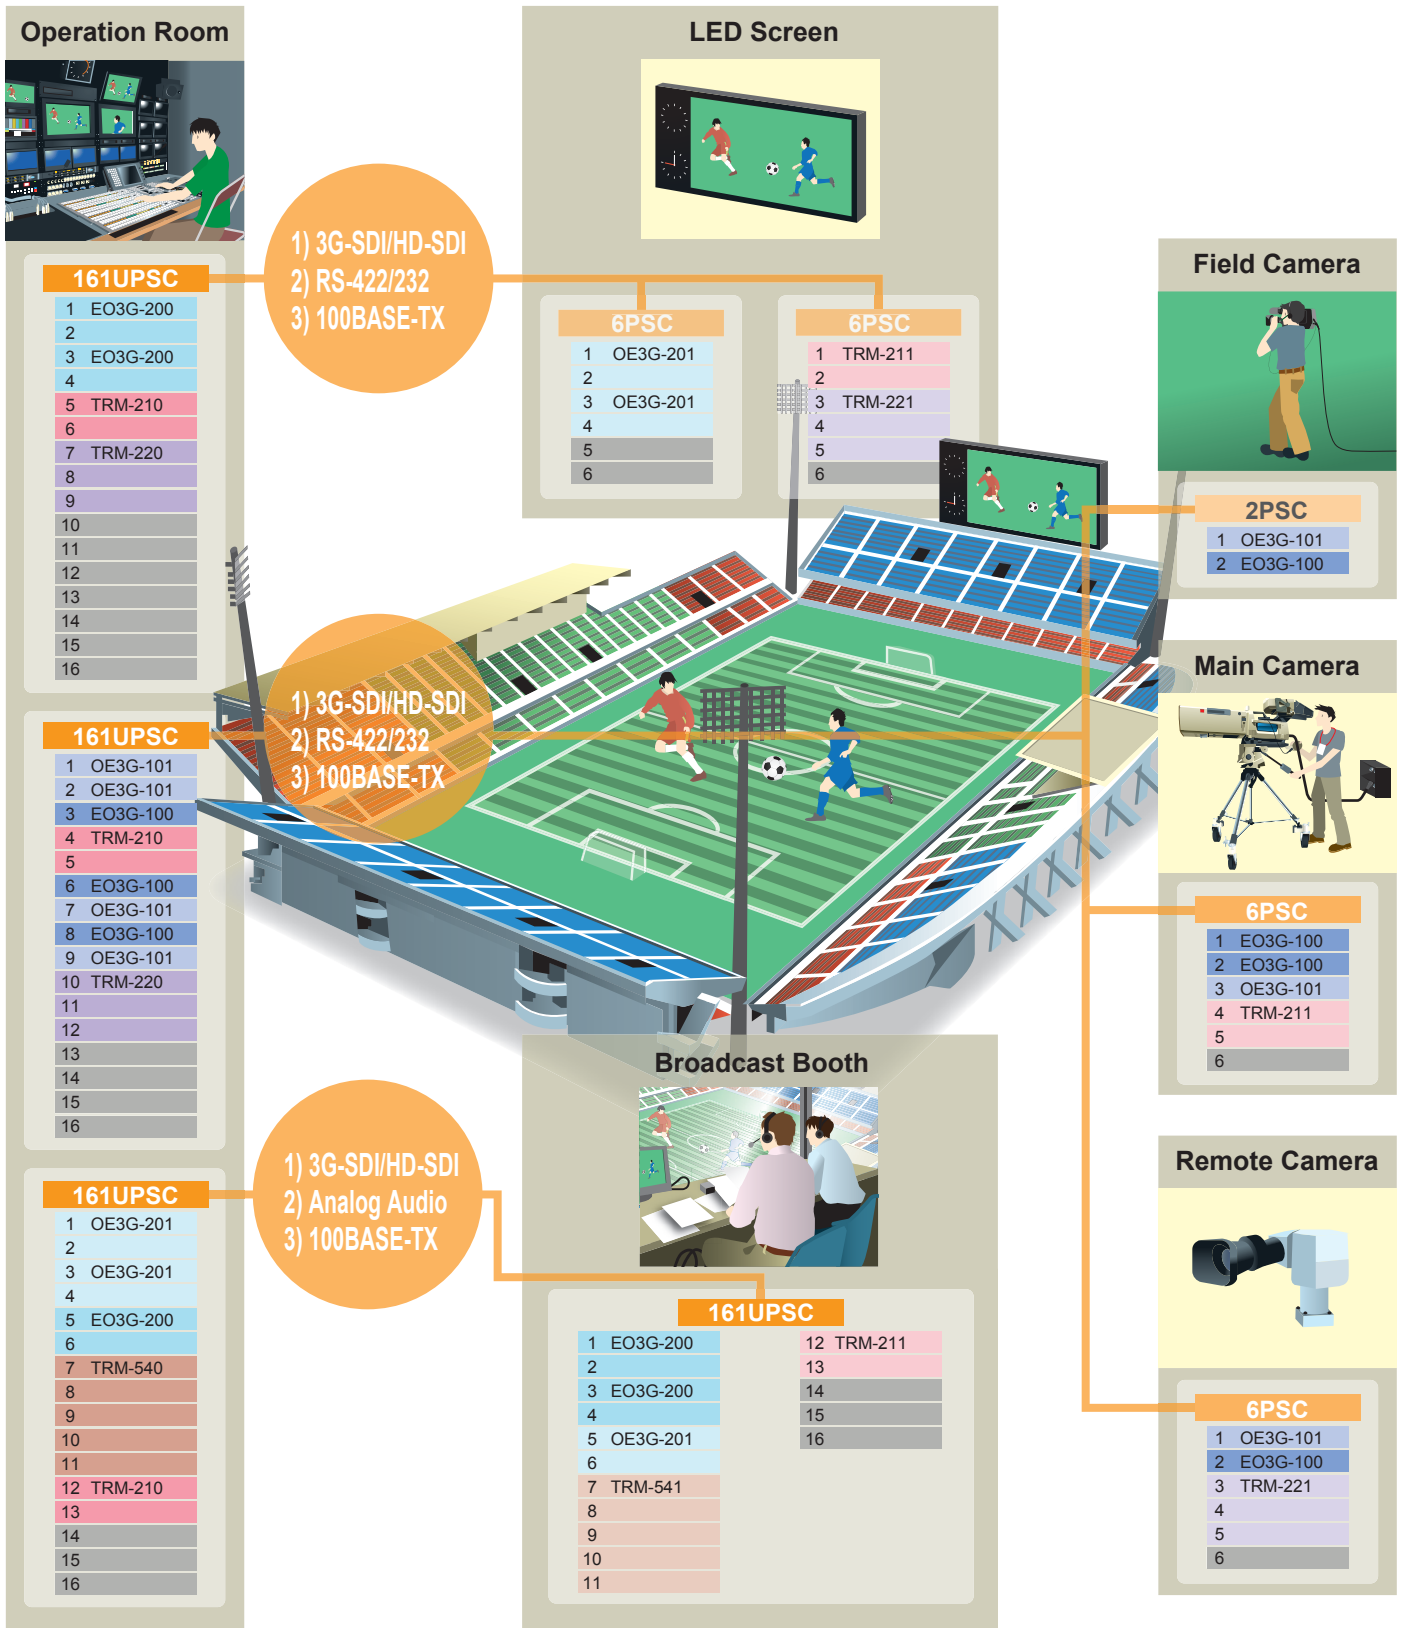 Operation Room
161UPSC
1 EO3G-200
2
3 EO3G-200
4
5 TRM-210
6
7 TRM-220
8
9
10
11
12
13
14
15
16
1) 3G-SDI/HD-SDI
2) RS-422/232
3) 100BASE-TX
LED Screen
6PSC
1 OE3G-201
2
3 OE3G-201
4
5
6
6PSC
1 TRM-211
2
3 TRM-221
4
5
6
161UPSC
1 OE3G-101
2 OE3G-101
3 EO3G-100
4 TRM-210
5
6 EO3G-100
7 OE3G-101
8 EO3G-100
9 OE3G-101
10 TRM-220
11
12
13
14
15
16
1) 3G-SDI/HD-SDI
2) RS-422/232
3) 100BASE-TX
Field Camera
2PSC
1 OE3G-101
2 EO3G-100
Main Camera
6PSC
1 EO3G-100
2 EO3G-100
3 OE3G-101
4 TRM-211
5
6
Remote Camera
6PSC
1 OE3G-101
2 EO3G-100
3 TRM-221
4
5
6
161UPSC
1 OE3G-201
2
3 OE3G-201
4
5 EO3G-200
6
7 TRM-540
8
9
10
11
12 TRM-210
13
14
15
16
1) 3G-SDI/HD-SDI
2) Analog Audio
3) 100BASE-TX
Broadcast Booth
161UPSC
1 EO3G-200
2
3 EO3G-200
4
5 OE3G-201
6
7 TRM-541
8
9
10
11
12 TRM-211
13
14
15
16